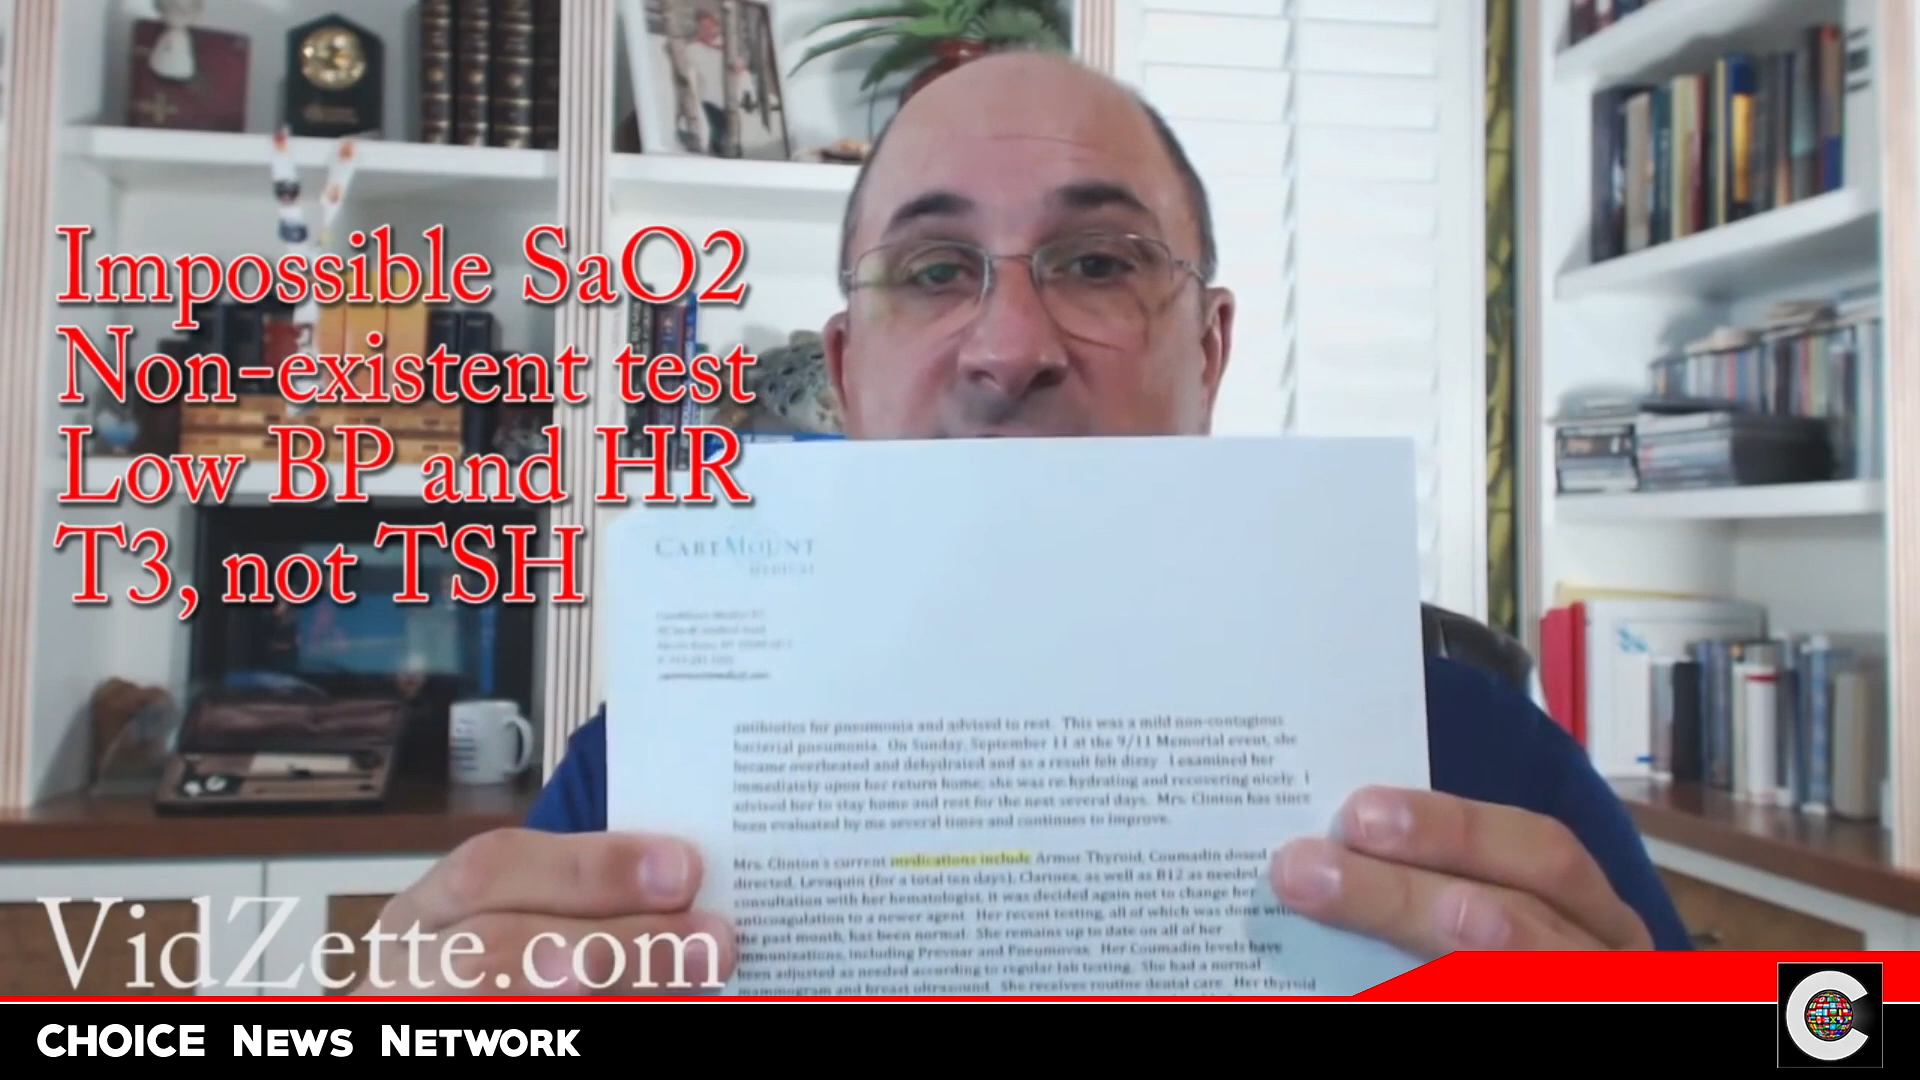 Impossible SaO2
Non-existent test
Low BP and HR
T3, not TSH
CAREMOUNT
MEDICAL
antibiotics for pneumonia and advised to rest. This was a mild non-contagious
bacterial pneumonia. On Sunday, September 11 at the 9/11 Memorial event, she
became overheated and dehydrated and as a result felt dizzy. I examined her
immediately upon her return home; she was re-hydrating and recovering nicely. I
advised her to stay home and rest for the next several days. Mrs. Clinton has since
been evaluated by me several times and continues to improve.
Mrs. Clinton's current medications include Armor Thyroid, Coumadin dosed
directed, Levaquin (for a total ten days), Clarinex, as well as B12 as needed.
consultation with her hematologist, it was decided again not to change her
anticoagulation to a newer agent. Her recent testing, all of which was done with
the past month, has been normal. She remains up to date on all of her
immunizations, including Prevnar and Pneumovax. Her Coumadin levels have
been adjusted as needed according to regular lab testing. She had a normal
mammogram and breast ultrasound. She receives routine dental care. Her thyroid
VidZette.com
CHOICE NEWS NETWORK